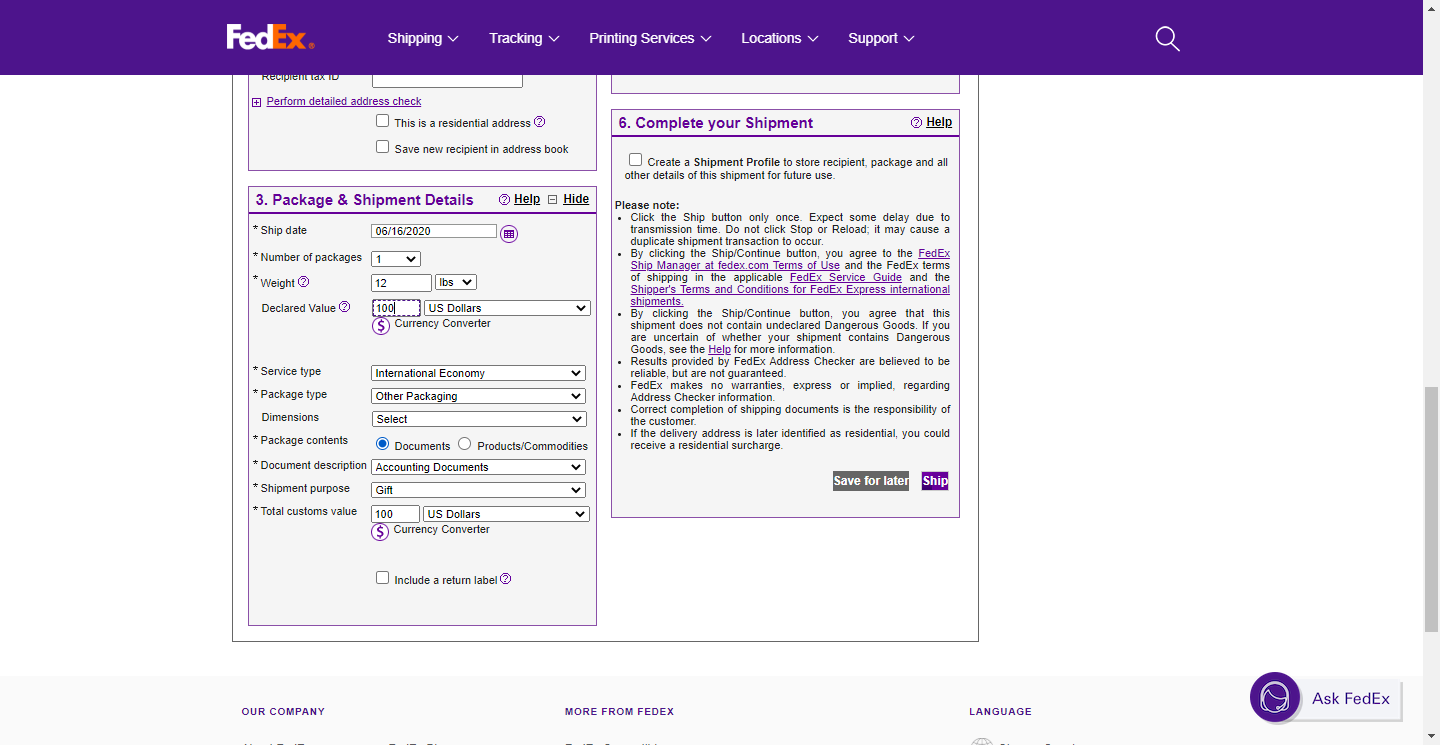 FedEx®
Shipping
Tracking
Printing Services
Locations
Support
Recipient tax ID
Perform detailed address check
This is a residential address
Save new recipient in address book
3. Package & Shipment Details
Help
Hide
* Ship date
06/16/2020
* Number of packages
1
* Weight
12
lbs
Declared Value
100
US Dollars
$ Currency Converter
* Service type
International Economy
* Package type
Other Packaging
Dimensions
Select
* Package contents
Documents
Products/Commodities
* Document description
Accounting Documents
* Shipment purpose
Gift
* Total customs value
100
US Dollars
$ Currency Converter
Include a return label
6. Complete your Shipment
Help
Create a Shipment Profile to store recipient, package and all
other details of this shipment for future use.
Please note:
• Click the Ship button only once. Expect some delay due to
transmission time. Do not click Stop or Reload; it may cause a
duplicate shipment transaction to occur.
• By clicking the Ship/Continue button, you agree to the FedEx
Ship Manager at fedex.com Terms of Use and the FedEx terms
of shipping in the applicable FedEx Service Guide and the
Shipper's Terms and Conditions for FedEx Express international
shipments.
• By clicking the Ship/Continue button, you agree that this
shipment does not contain undeclared Dangerous Goods. If you
are uncertain of whether your shipment contains Dangerous
Goods, see the Help for more information.
• Results provided by FedEx Address Checker are believed to be
reliable, but are not guaranteed.
• FedEx makes no warranties, express or implied, regarding
Address Checker information.
• Correct completion of shipping documents is the responsibility of
the customer.
• If the delivery address is later identified as residential, you could
receive a residential surcharge.
Save for later
Ship
Ask FedEx
OUR COMPANY
MORE FROM FEDEX
LANGUAGE